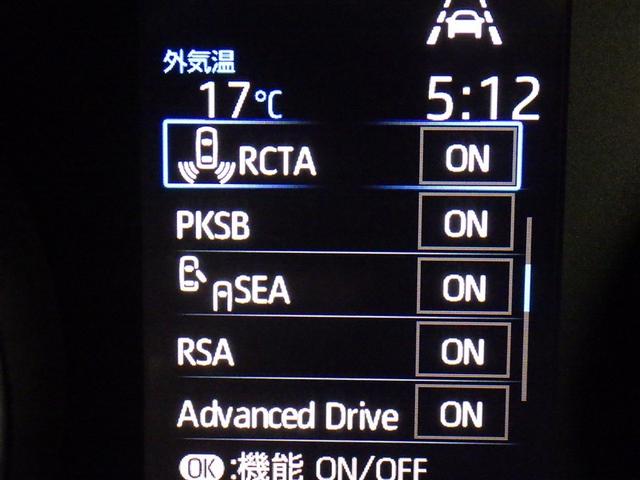 外気温
17℃ 5:12
RCTA ON
PKSB ON
SEA ON
RSA ON
Advanced Drive ON
OK:機能 ON/OFF